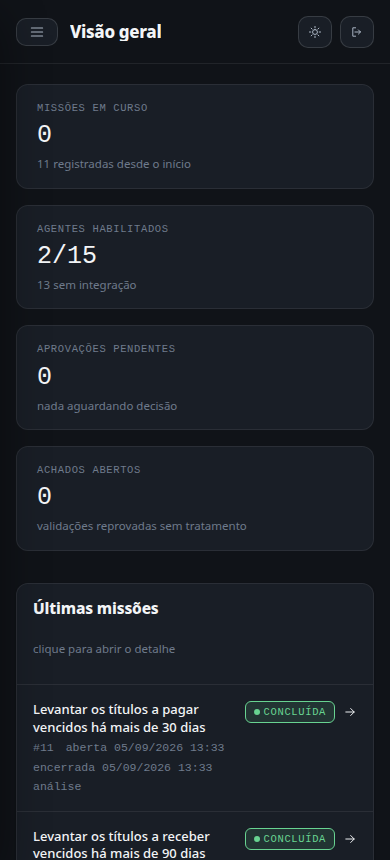 Visão geral
MISSÕES EM CURSO
0
11 registradas desde o início
AGENTES HABILITADOS
2/15
13 sem integração
APROVAÇÕES PENDENTES
0
nada aguardando decisão
ACHADOS ABERTOS
0
validações reprovadas sem tratamento
Últimas missões
clique para abrir o detalhe
Levantar os títulos a pagar
vencidos há mais de 30 dias
CONCLUÍDA
#11 aberta 05/09/2026 13:33
encerrada 05/09/2026 13:33
análise
Levantar os títulos a receber
vencidos há mais de 90 dias
CONCLUÍDA